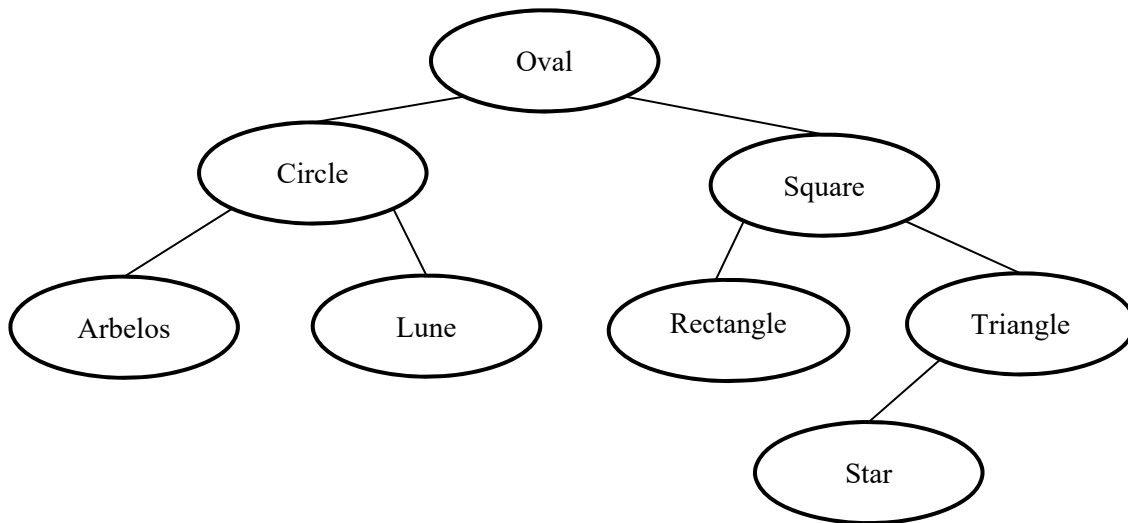 Oval
Circle
Square
Arbelos
Lune
Rectangle
Triangle
Star